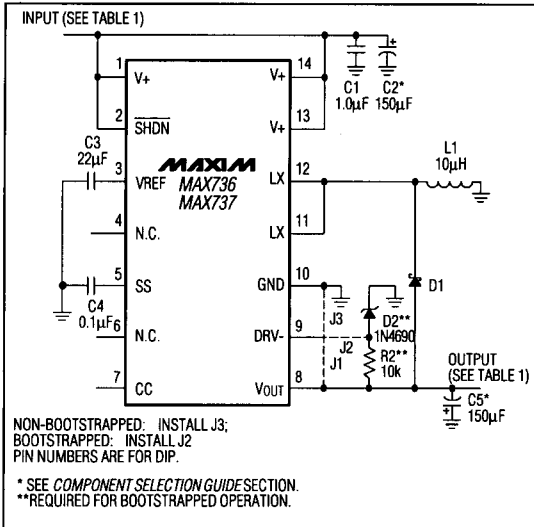 INPUT (SEE TABLE 1)
1 V+
2 SHDN
3 VREF
4 N.C.
5 SS
6 N.C.
7 CC
MAXIM
MAX736
MAX737
V+ 14
V+ 13
LX 12
LX 11
GND 10
DRV- 9
VOUT 8
C3
22µF
C4
0.1µF
C1
1.0µF
+
C2*
150µF
L1
10µH
D1
J3
J2
J1
D2**
1N4690
R2**
10k
OUTPUT
(SEE TABLE 1)
+
C5*
150µF
NON-BOOTSTRAPPED: INSTALL J3;
BOOTSTRAPPED: INSTALL J2
PIN NUMBERS ARE FOR DIP.
* SEE COMPONENT SELECTION GUIDE SECTION.
**REQUIRED FOR BOOTSTRAPPED OPERATION.